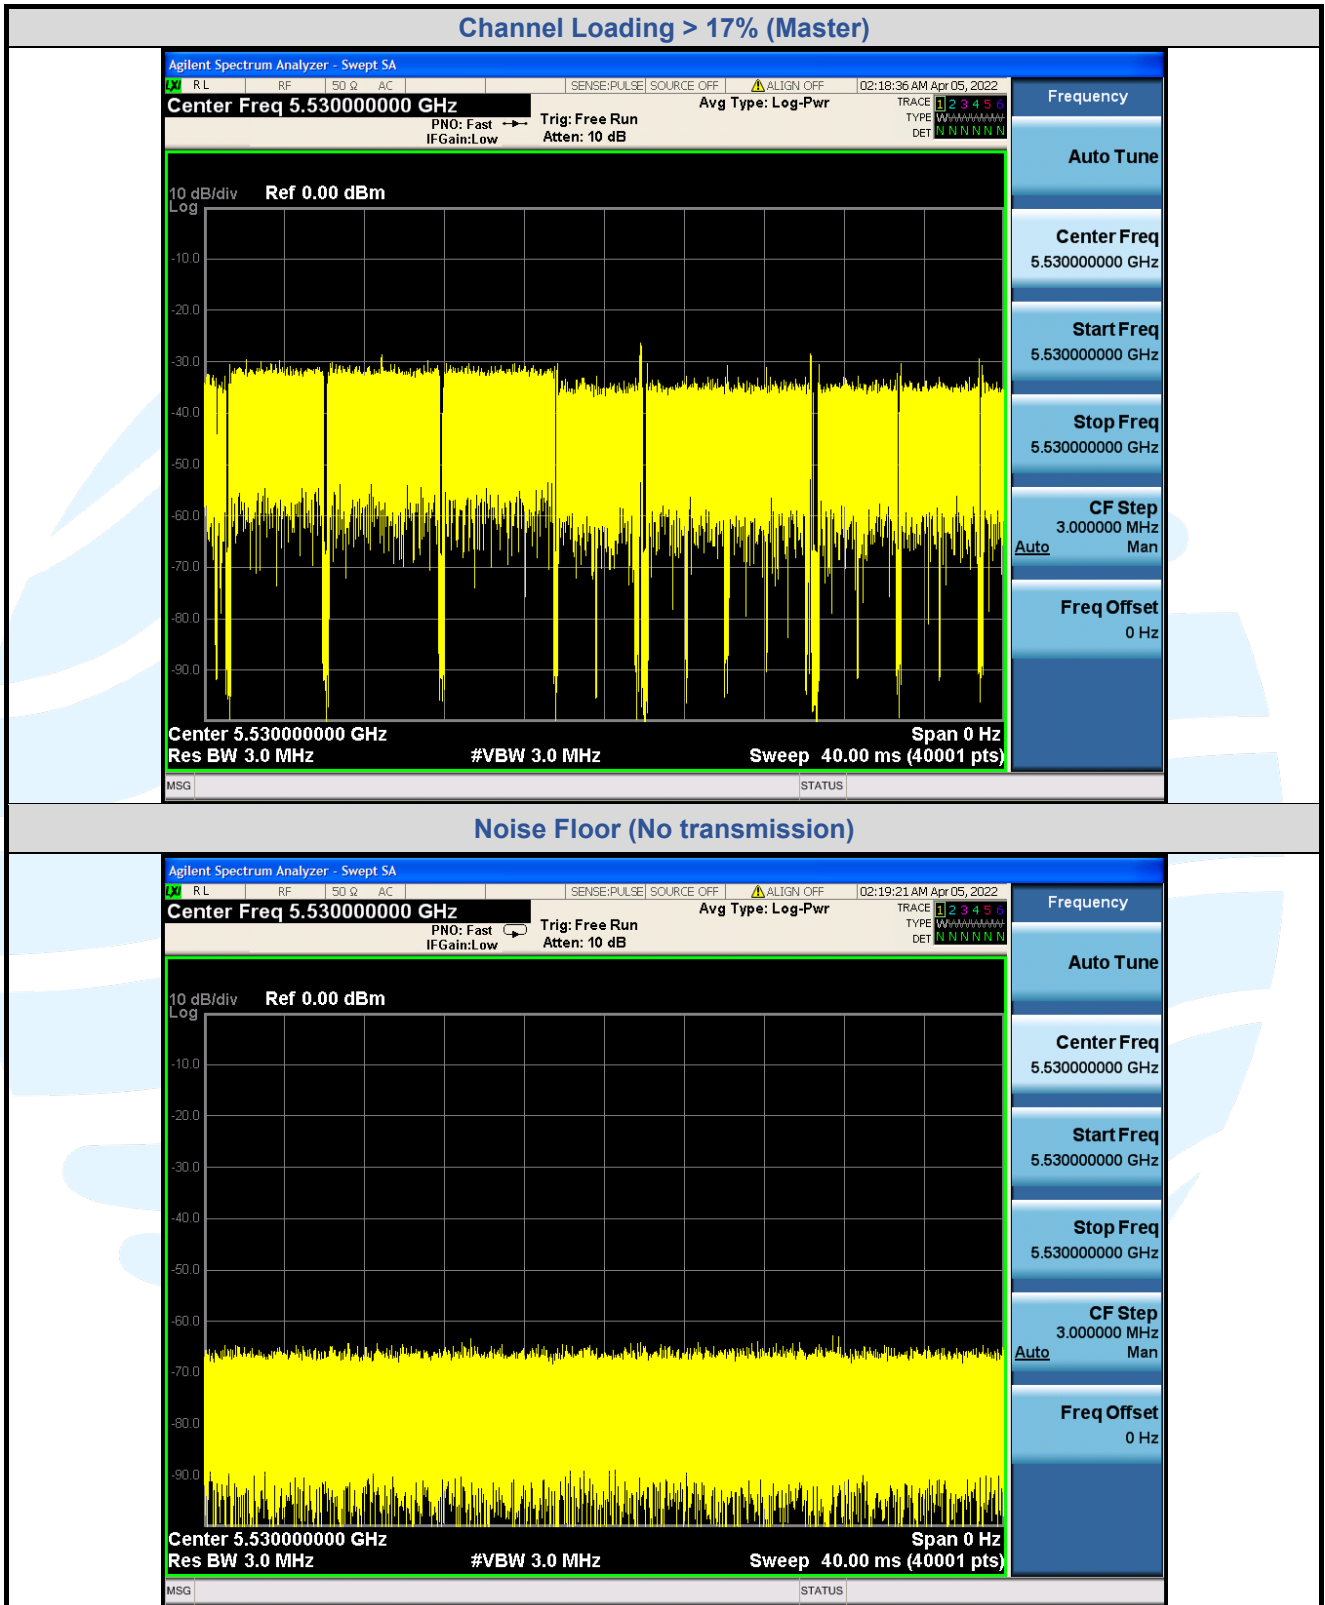 Channel Loading > 17% (Master)
Agilent Spectrum Analyzer - Swept SA
LXI RL RF 50 Ω AC SENSE:PULSE SOURCE OFF ALIGN OFF 02:18:36 AM Apr 05, 2022
Center Freq 5.530000000 GHz
PNO: Fast
IFGain:Low
Trig: Free Run
Atten: 10 dB
Avg Type: Log-Pwr
TRACE 1 2 3 4 5 6
TYPE W
DET N N N N N N
10 dB/div Ref 0.00 dBm
Log
-10.0
-20.0
-30.0
-40.0
-50.0
-60.0
-70.0
-80.0
-90.0
Center 5.530000000 GHz Span 0 Hz
Res BW 3.0 MHz #VBW 3.0 MHz Sweep 40.00 ms (40001 pts)
MSG STATUS
Frequency
Auto Tune
Center Freq
5.530000000 GHz
Start Freq
5.530000000 GHz
Stop Freq
5.530000000 GHz
CF Step
3.000000 MHz
Auto Man
Freq Offset
0 Hz
Noise Floor (No transmission)
Agilent Spectrum Analyzer - Swept SA
LXI RL RF 50 Ω AC SENSE:PULSE SOURCE OFF ALIGN OFF 02:19:21 AM Apr 05, 2022
Center Freq 5.530000000 GHz
PNO: Fast
IFGain:Low
Trig: Free Run
Atten: 10 dB
Avg Type: Log-Pwr
TRACE 1 2 3 4 5 6
TYPE W
DET N N N N N N
10 dB/div Ref 0.00 dBm
Log
-10.0
-20.0
-30.0
-40.0
-50.0
-60.0
-70.0
-80.0
-90.0
Center 5.530000000 GHz Span 0 Hz
Res BW 3.0 MHz #VBW 3.0 MHz Sweep 40.00 ms (40001 pts)
MSG STATUS
Frequency
Auto Tune
Center Freq
5.530000000 GHz
Start Freq
5.530000000 GHz
Stop Freq
5.530000000 GHz
CF Step
3.000000 MHz
Auto Man
Freq Offset
0 Hz